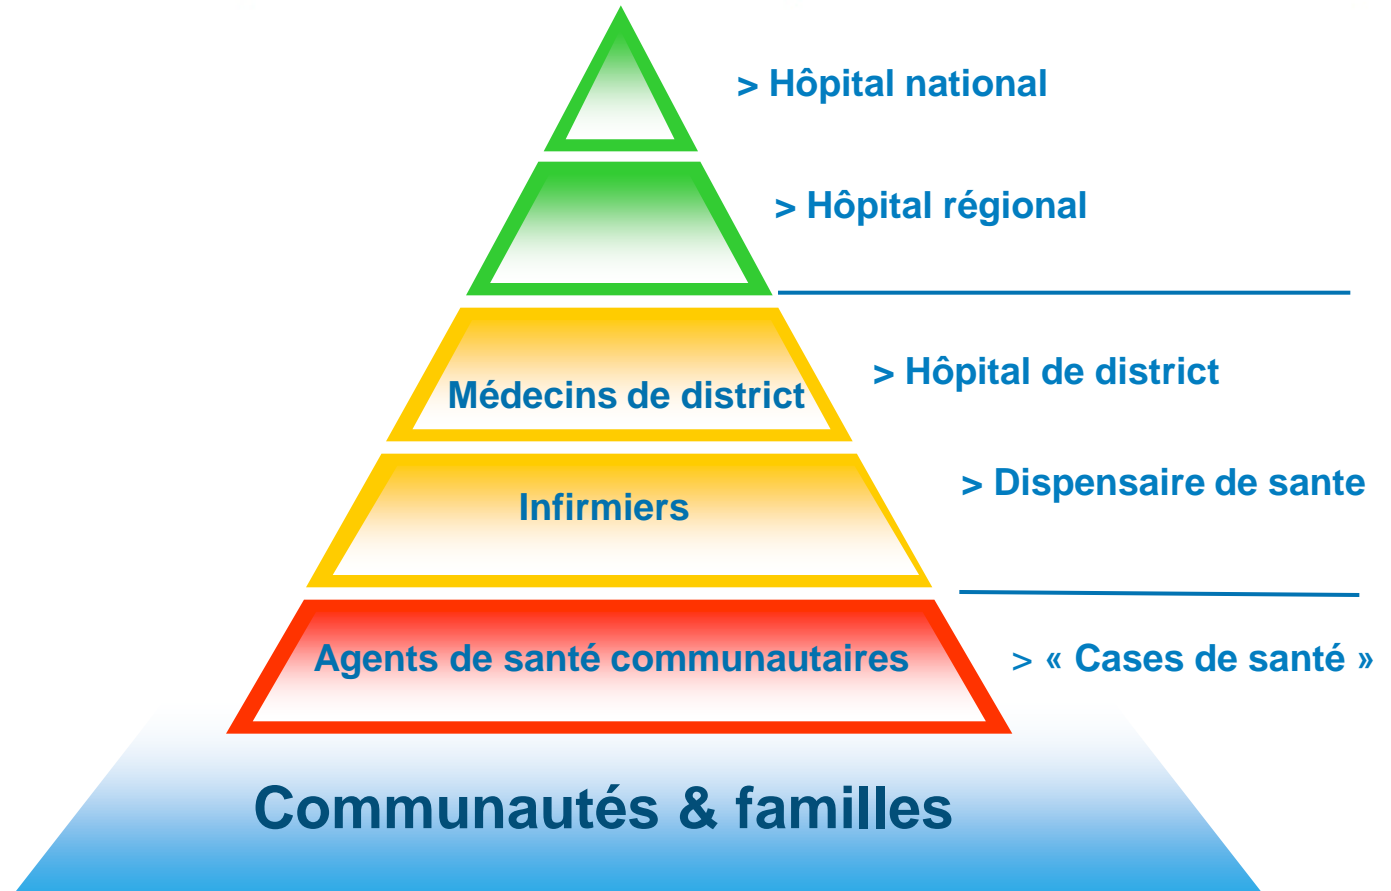 > Hôpital national
> Hôpital régional
> Hôpital de district
Médecins de district
> Dispensaire de sante
Infirmiers
Agents de santé communautaires
> « Cases de santé »
Communautés & familles